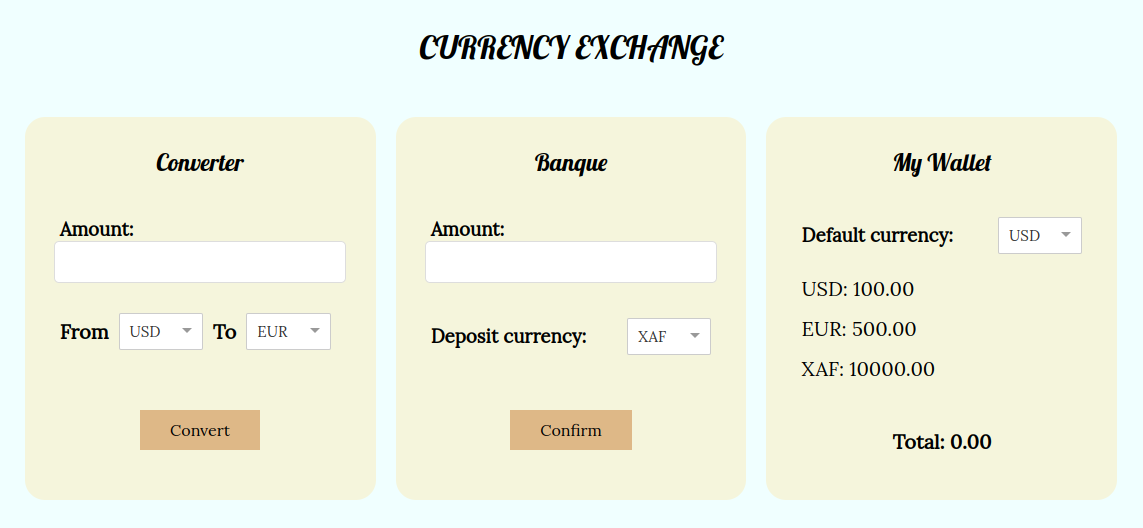 CURRENCY EXCHANGE
Converter
Amount:
From USD To EUR
Convert
Banque
Amount:
Deposit currency: XAF
Confirm
My Wallet
Default currency: USD
USD: 100.00
EUR: 500.00
XAF: 10000.00
Total: 0.00